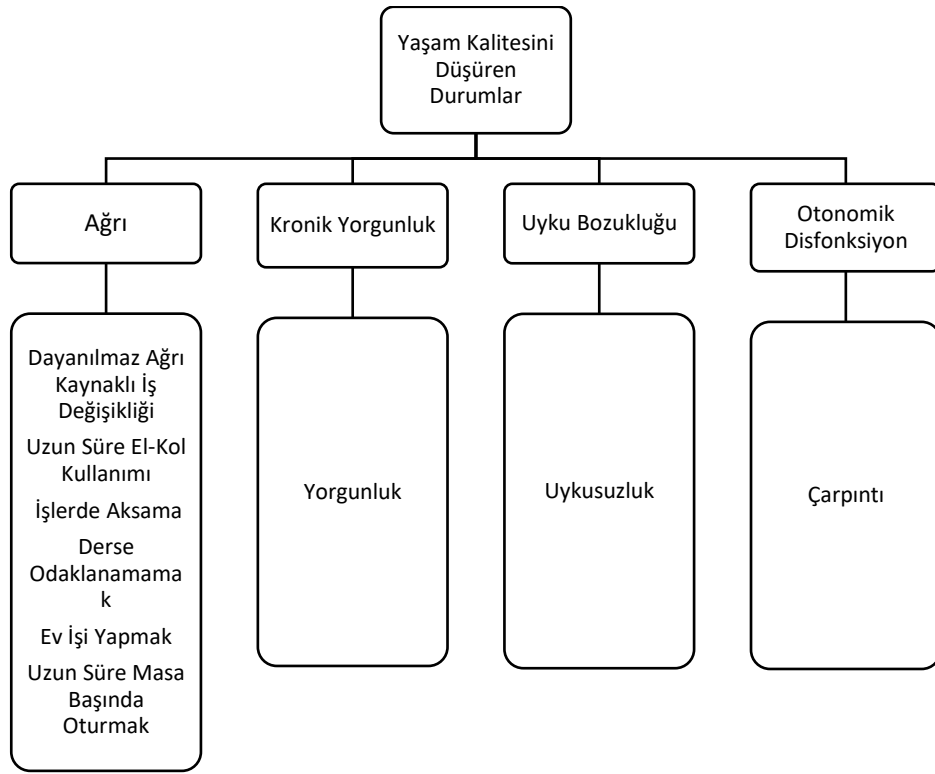 Yaşam Kalitesini
Düşüren
Durumlar
Ağrı
Kronik Yorgunluk
Uyku Bozukluğu
Otonomik
Disfonksiyon
Dayanılmaz Ağrı
Kaynaklı İş
Değişikliği
Uzun Süre El-Kol
Kullanımı
İşlerde Aksama
Derse
Odaklanamama
k
Ev İşi Yapmak
Uzun Süre Masa
Başında
Oturmak
Yorgunluk
Uykusuzluk
Çarpıntı